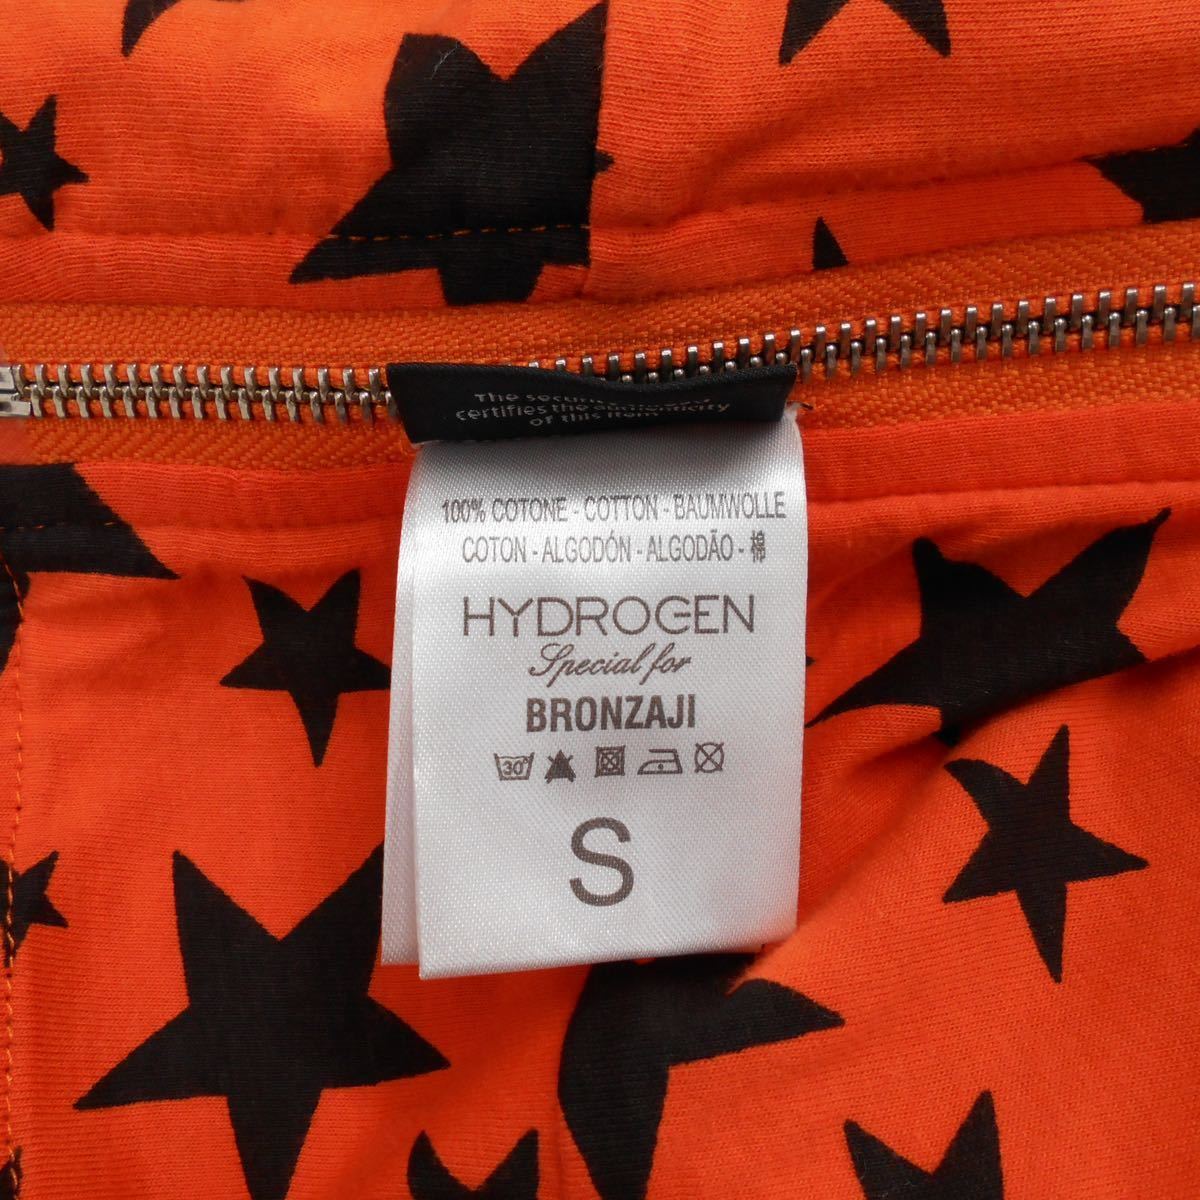 The security
certifies the authenticity
of this item
100% COTONE - COTTON - BAUMWOLLE
COTON - ALGODÓN - ALGODÃO - 棉
HYDROGEN
Special for
BRONZAJI
30°
S